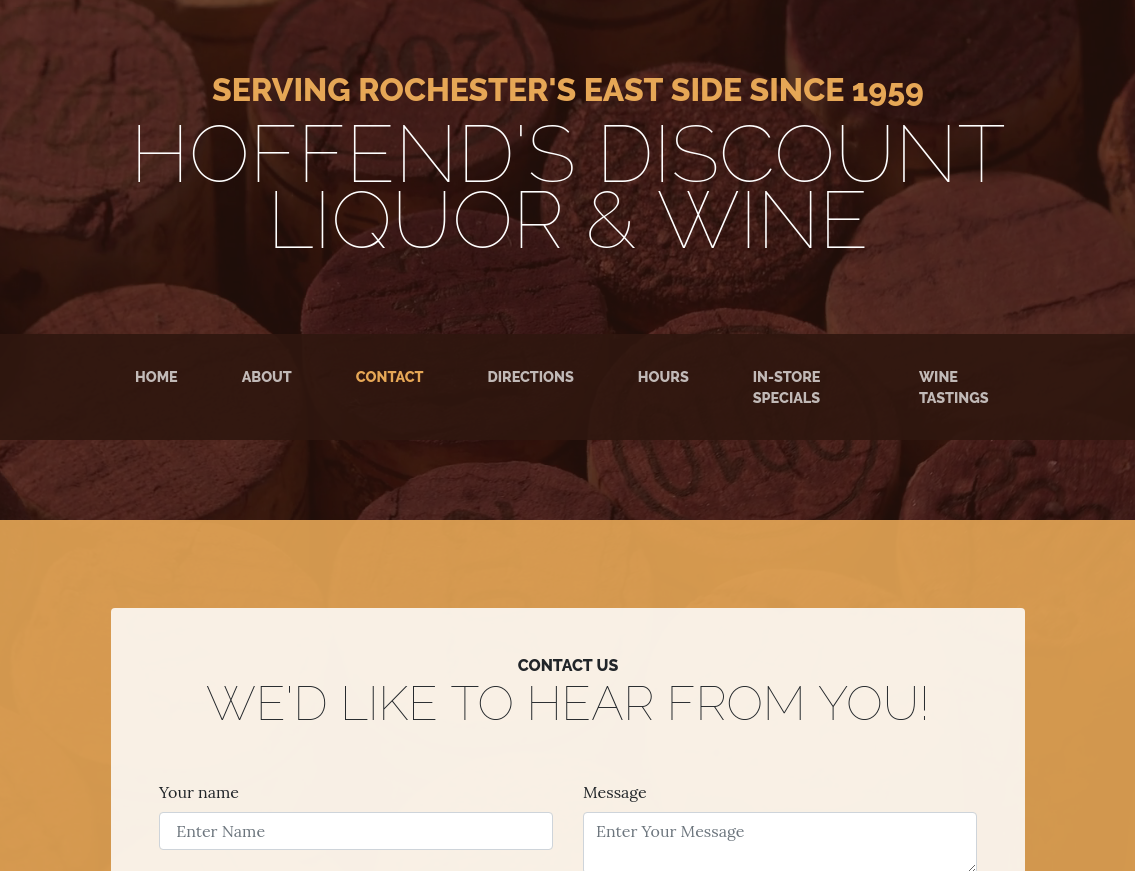 SERVING ROCHESTER'S EAST SIDE SINCE 1959
HOFFEND'S DISCOUNT
LIQUOR & WINE
HOME ABOUT CONTACT DIRECTIONS HOURS IN-STORE SPECIALS WINE TASTINGS
CONTACT US
WE'D LIKE TO HEAR FROM YOU!
Your name
Enter Name
Message
Enter Your Message